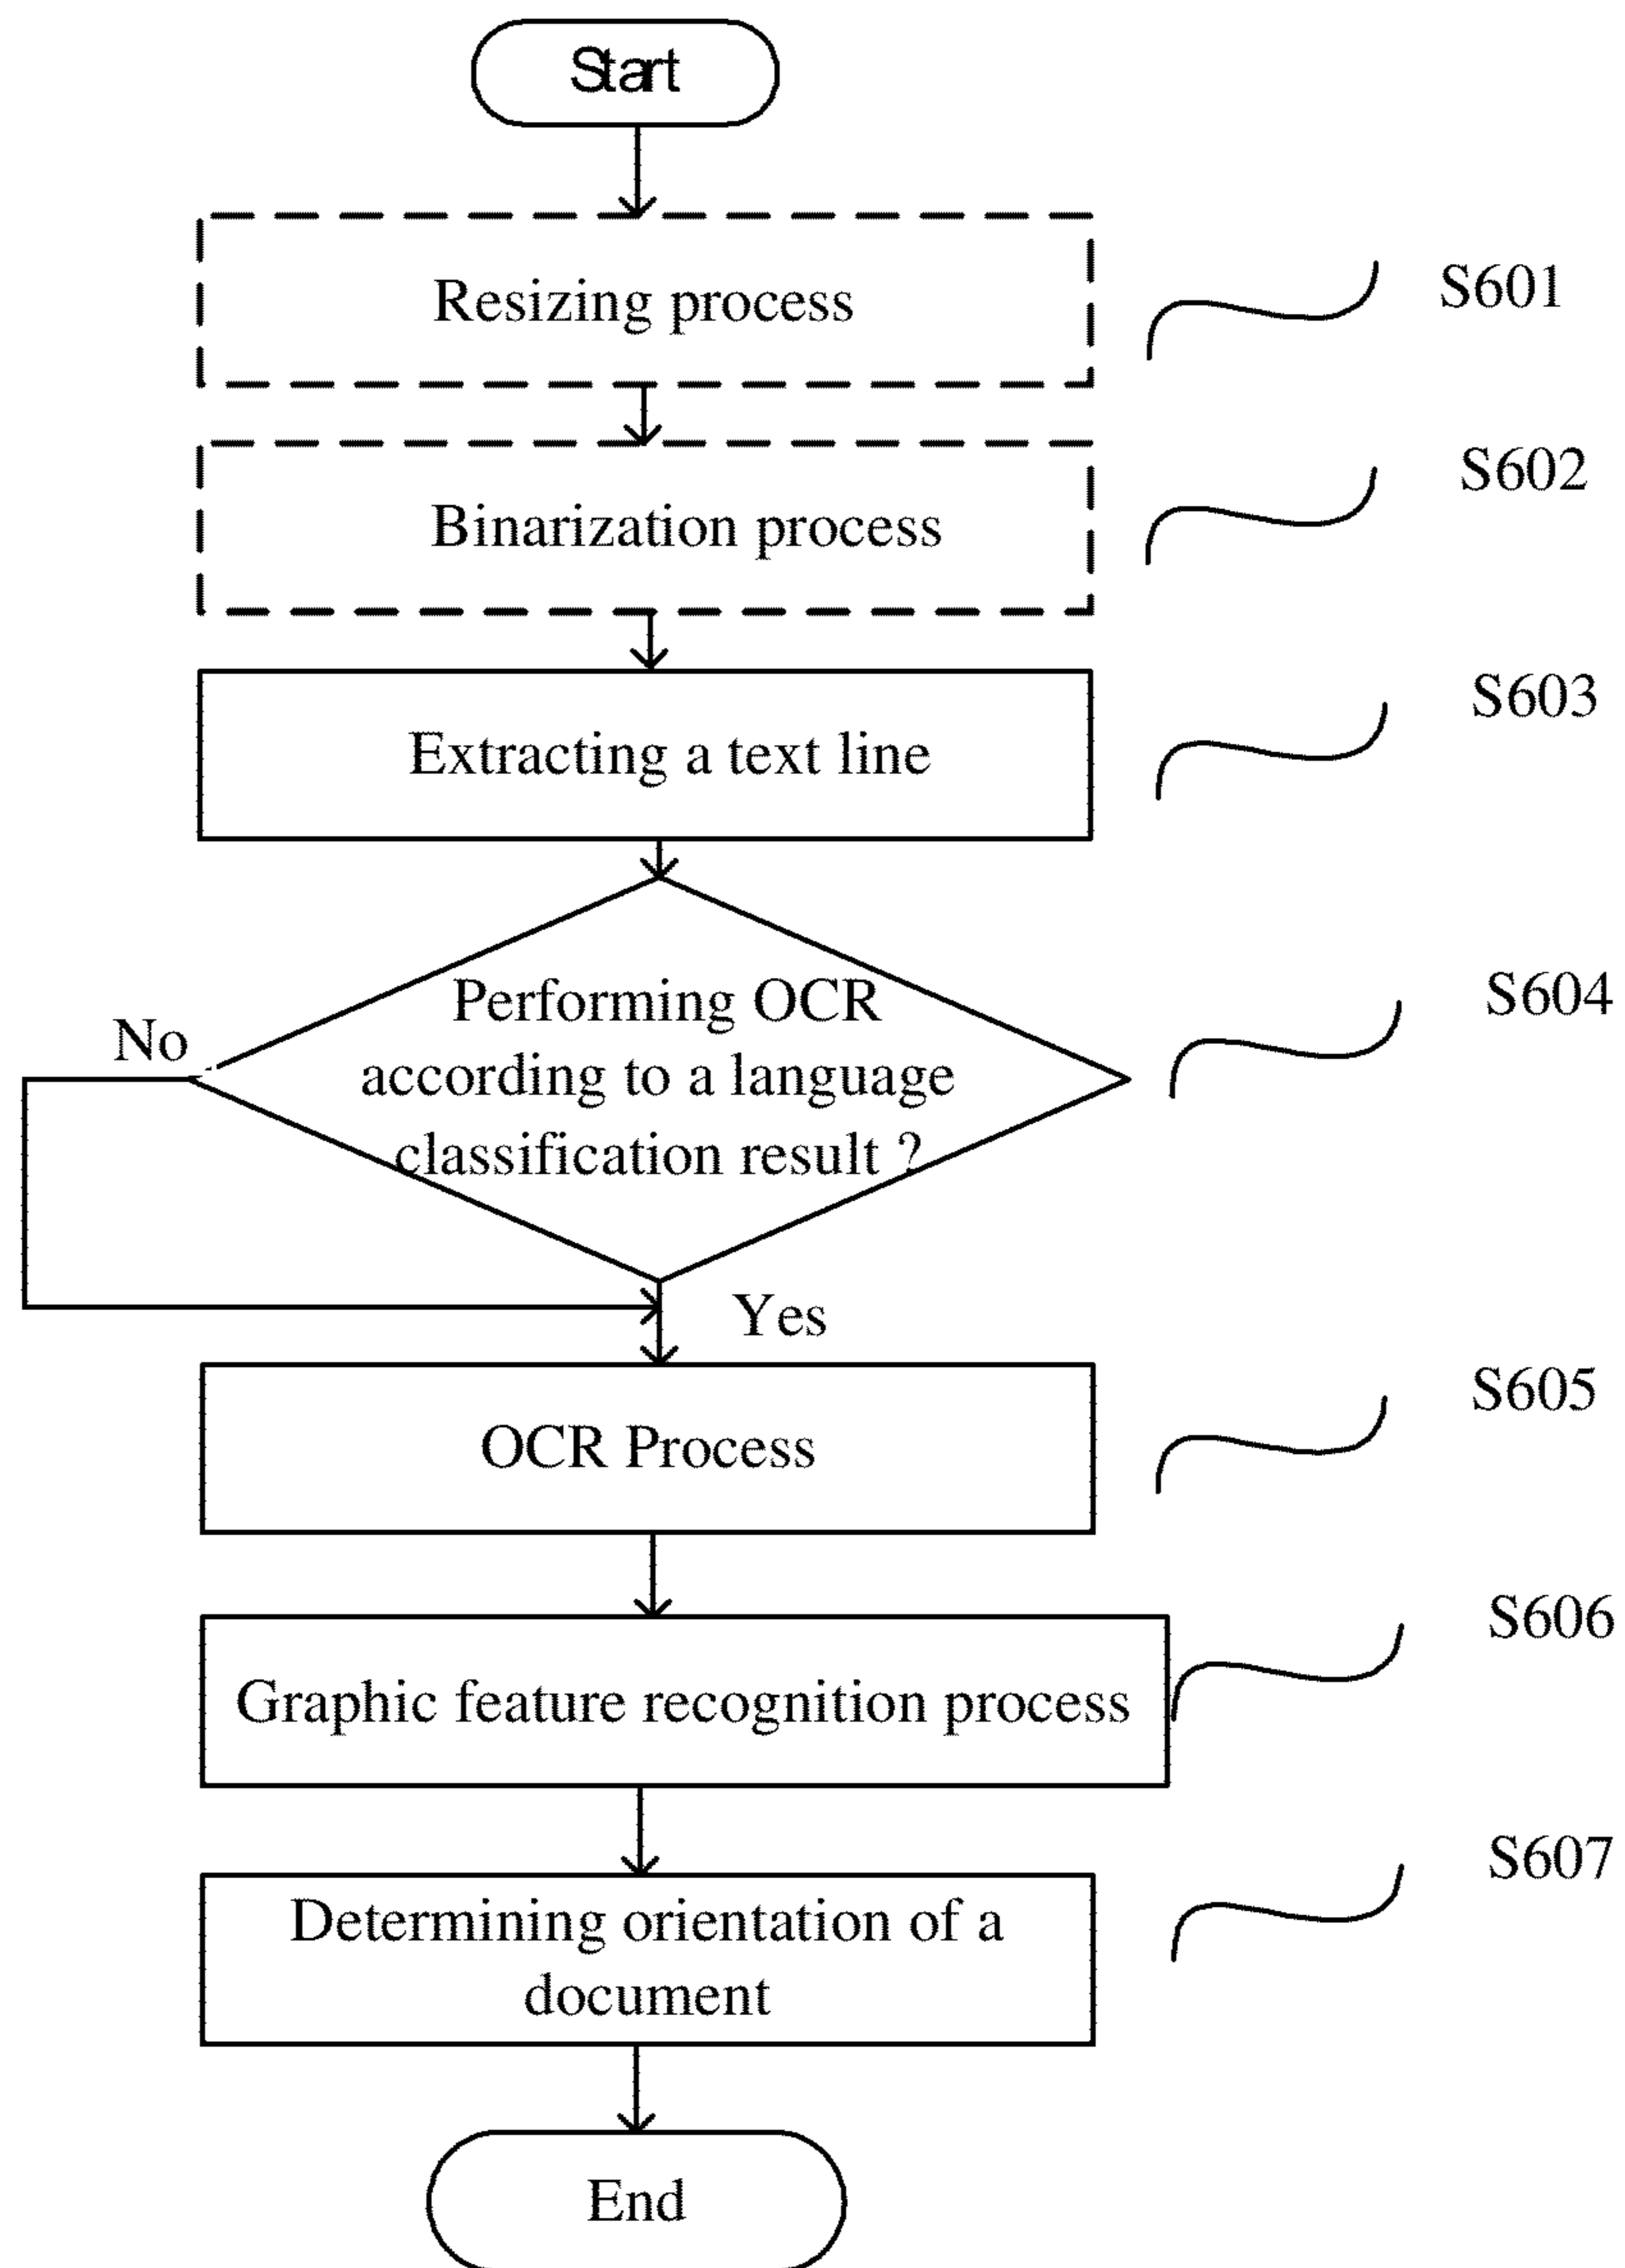 Start
Resizing process
S601
Binarization process
S602
Extracting a text line
S603
Performing OCR
according to a language
classification result ?
S604
No
Yes
OCR Process
S605
Graphic feature recognition process
S606
Determining orientation of a
document
S607
End